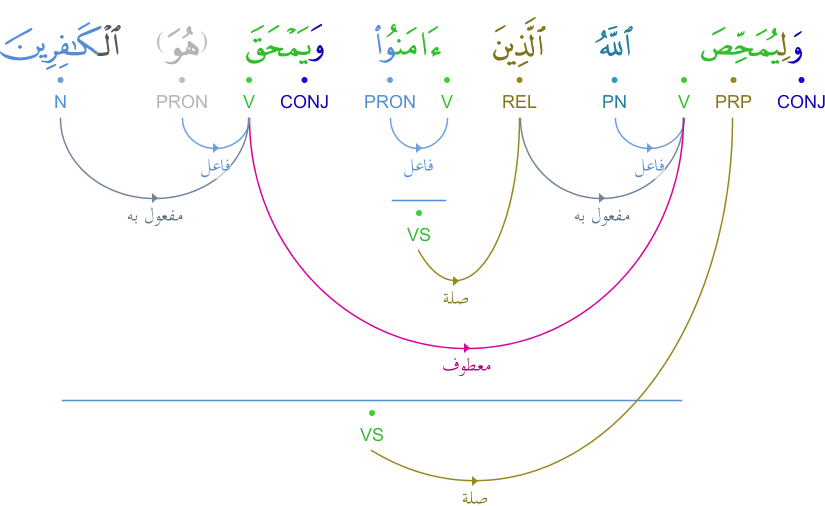 وَلِيُمَحِّصَ ٱللَّهُ ٱلَّذِينَ ءَامَنُوا۟ وَيَمْحَقَ (هُوَ) ٱلْكَـٰفِرِينَ
CONJ PRP V PN REL V PRON CONJ V PRON N
فاعل فاعل فاعل
مفعول به مفعول به
VS
صلة
معطوف
VS
صلة